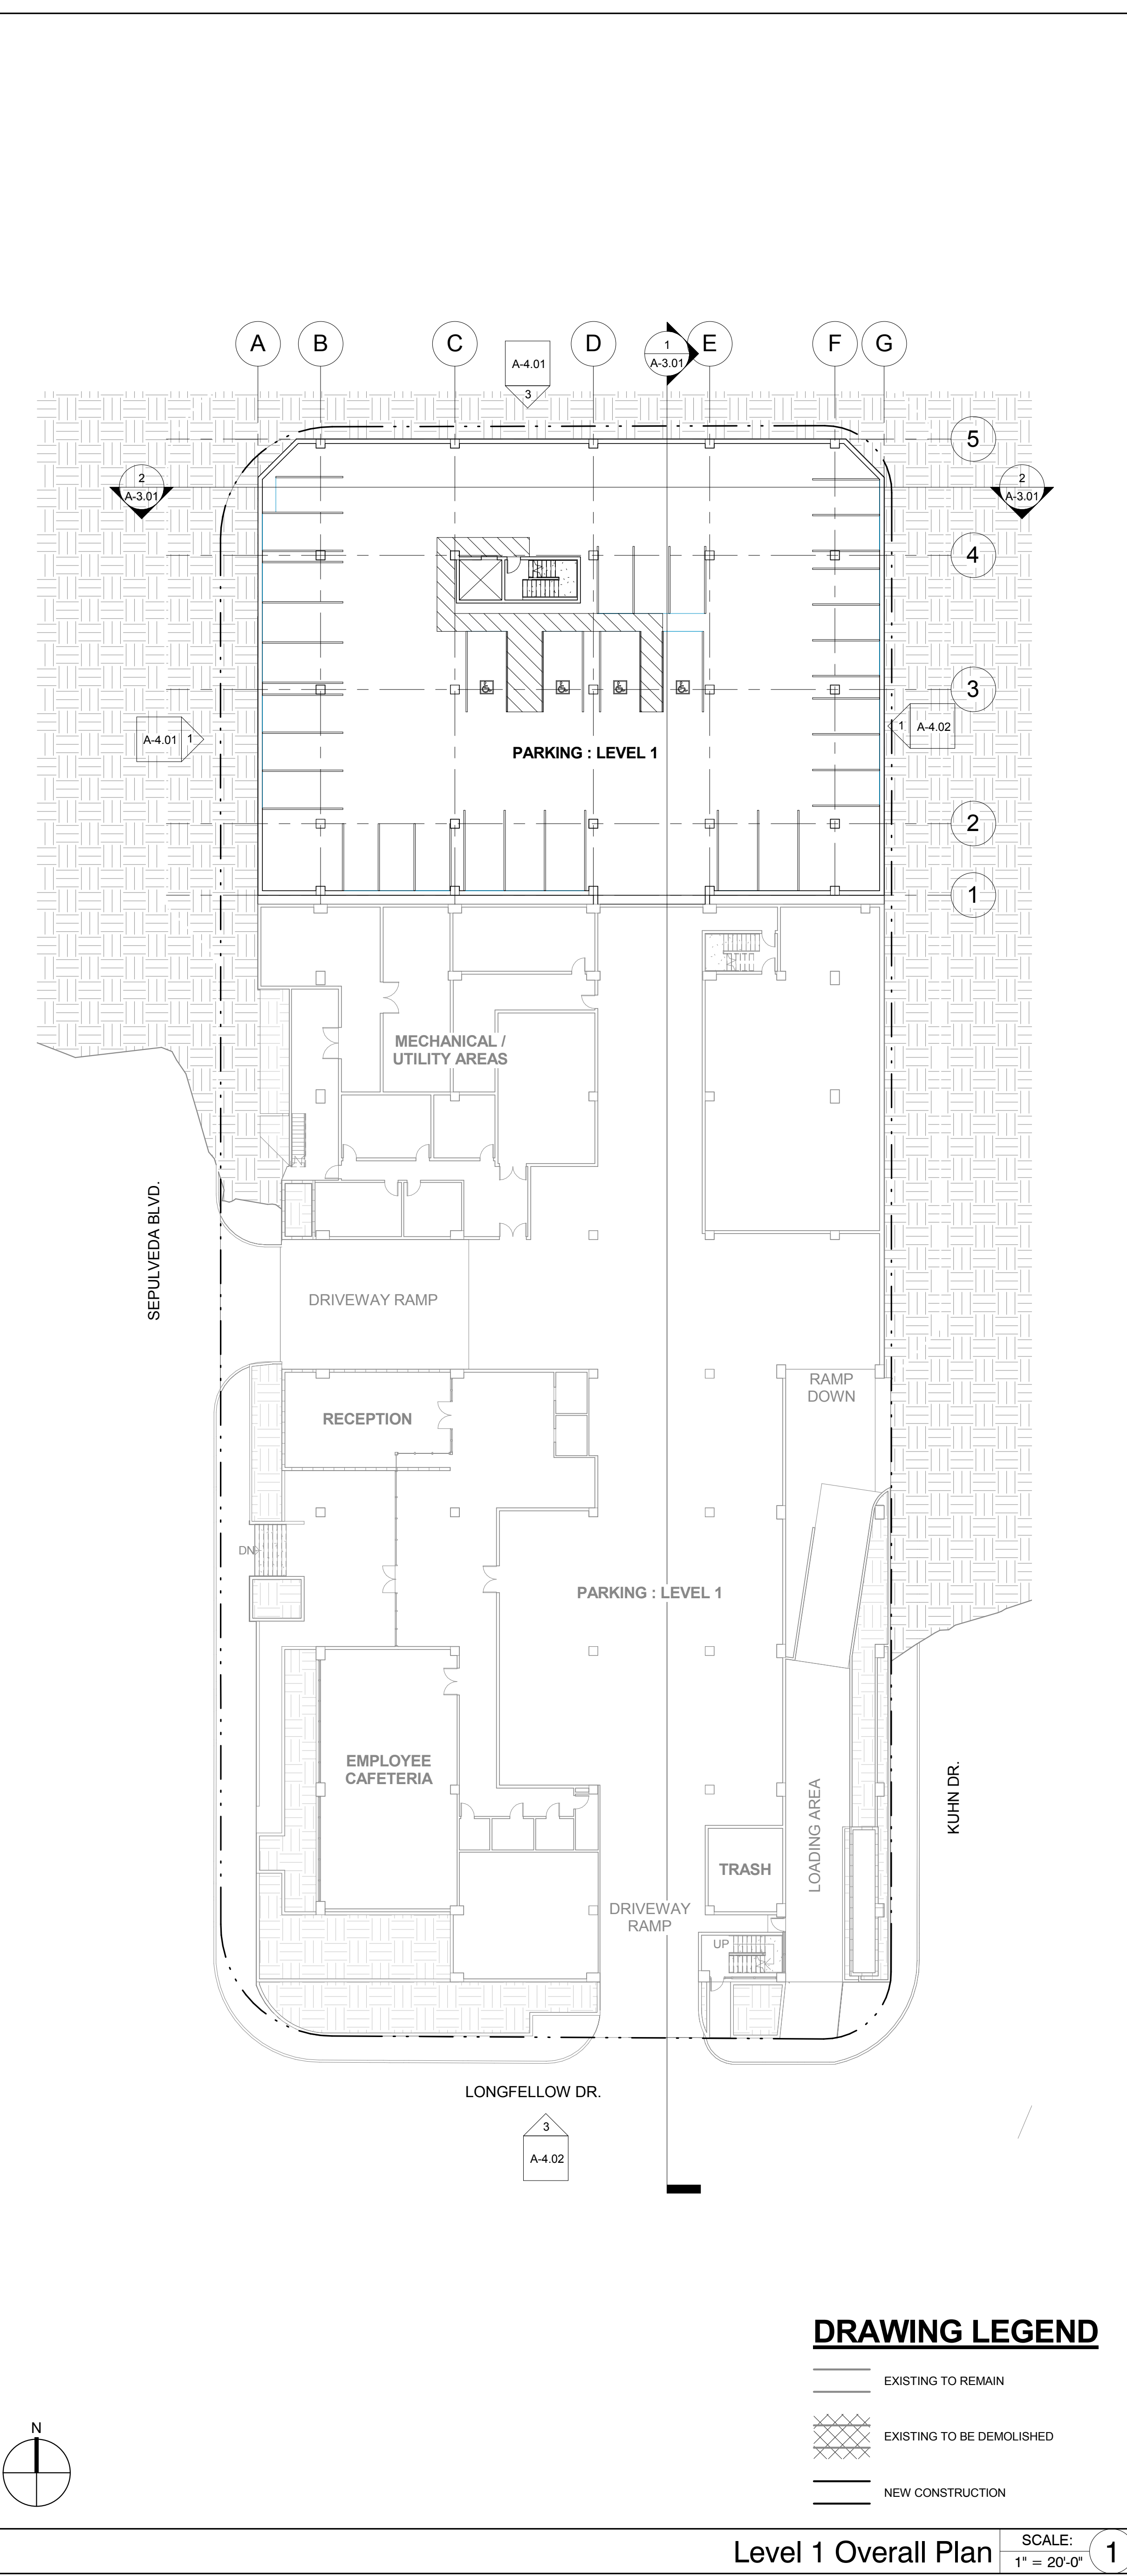 A B C D E F G
A-4.01
3
1
A-3.01
5
2
A-3.01
2
A-3.01
4
3
A-4.01 1
1 A-4.02
PARKING : LEVEL 1
2
1
MECHANICAL /
UTILITY AREAS
SEPULVEDA BLVD.
DRIVEWAY RAMP
RAMP
DOWN
RECEPTION
DN
PARKING : LEVEL 1
EMPLOYEE
CAFETERIA
KUHN DR.
LOADING AREA
TRASH
DRIVEWAY
RAMP
UP
LONGFELLOW DR.
3
A-4.02
DRAWING LEGEND
EXISTING TO REMAIN
EXISTING TO BE DEMOLISHED
NEW CONSTRUCTION
N
Level 1 Overall Plan
SCALE:
1" = 20'-0"
1